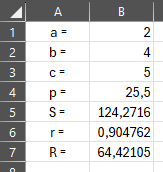 A B
1 a = 2
2 b = 4
3 c = 5
4 p = 25,5
5 S = 124,2716
6 r = 0,904762
7 R = 64,42105